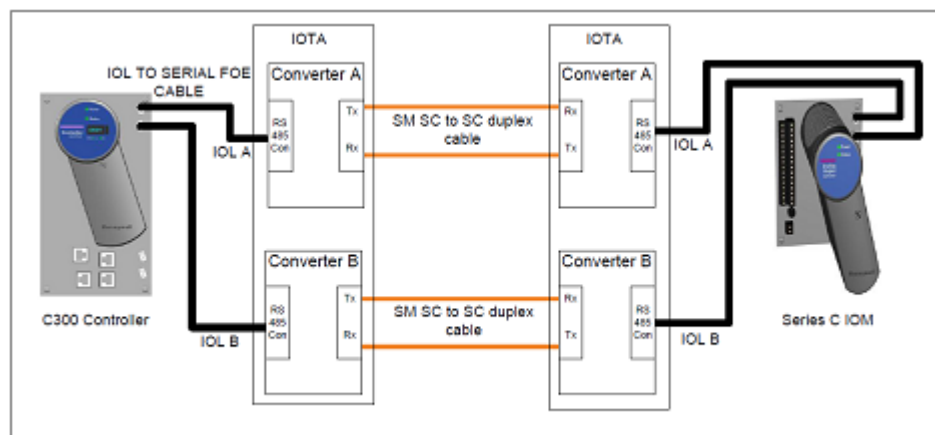 IOTA
IOTA
IOL TO SERIAL FOE
CABLE
Converter A
Converter A
Tx
Rx
RS
485
Con
SM SC to SC duplex
cable
RS
485
Con
Rx
Tx
IOL A
IOL A
Converter B
Converter B
Tx
Rx
RS
485
Con
SM SC to SC duplex
cable
RS
485
Con
Rx
Tx
C300 Controller
Series C IOM
IOL B
IOL B